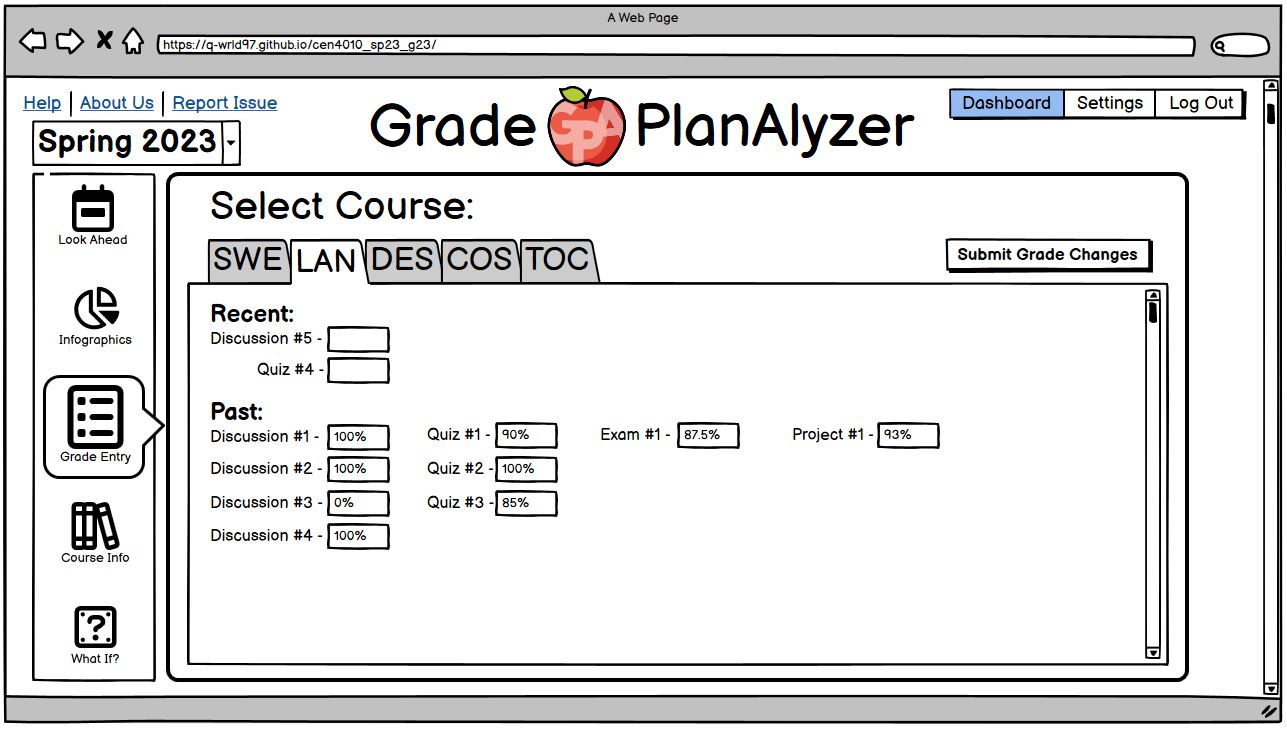 A Web Page
https://q-wrld97.github.io/cen4010_sp23_g23/
Help | About Us | Report Issue
Grade GPA PlanAlyzer
Dashboard Settings Log Out
Spring 2023
Look Ahead
Infographics
Grade Entry
Course Info
What If?
Select Course:
SWE LAN DES COS TOC
Submit Grade Changes
Recent:
Discussion #5 -
Quiz #4 -
Past:
Discussion #1 - 100% Quiz #1 - 90% Exam #1 - 87.5% Project #1 - 93%
Discussion #2 - 100% Quiz #2 - 100%
Discussion #3 - 0% Quiz #3 - 85%
Discussion #4 - 100%